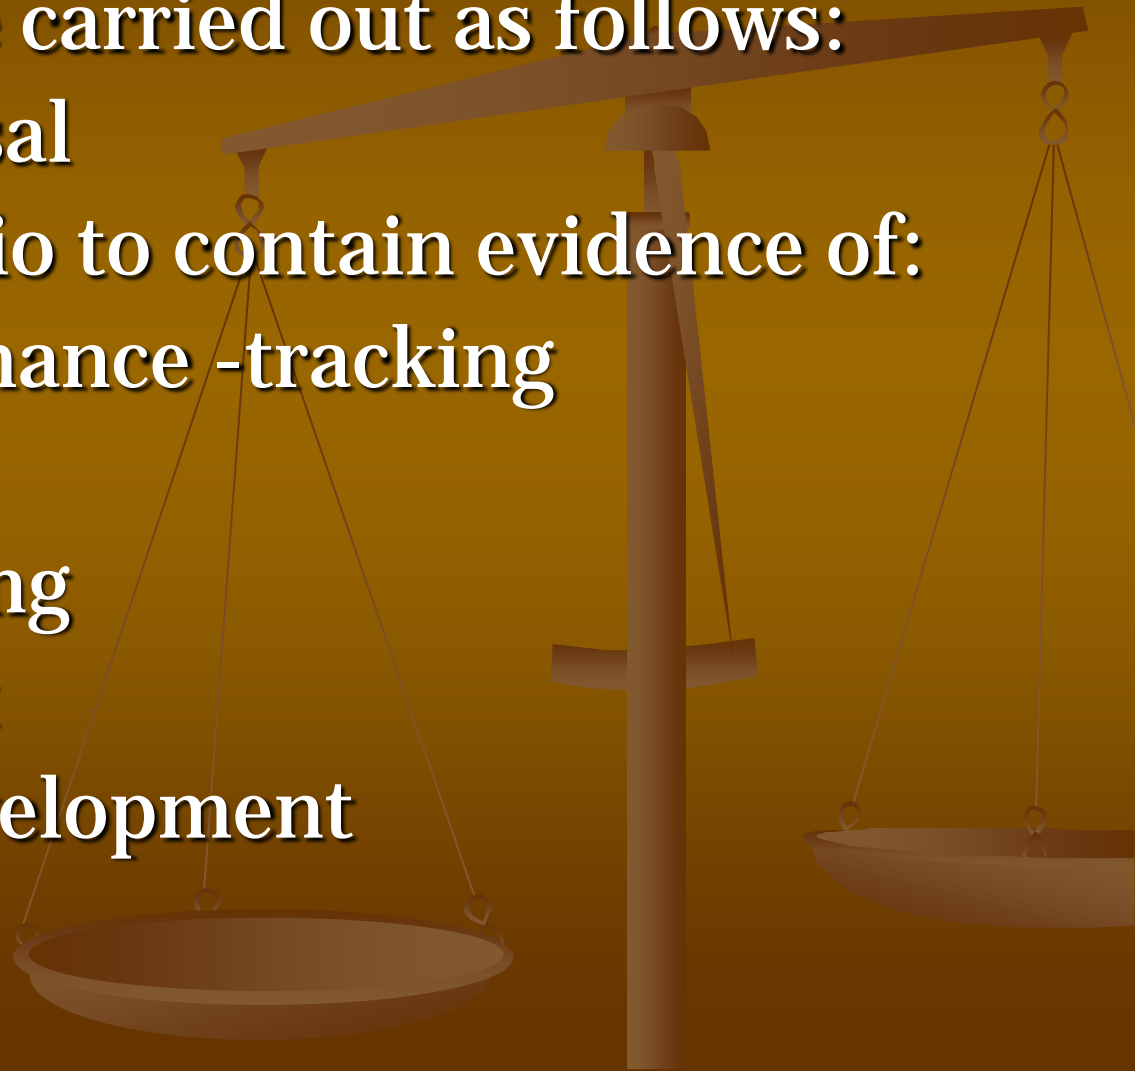 carried out as follows:
sal
io to contain evidence of:
nance -tracking
ng
elopment